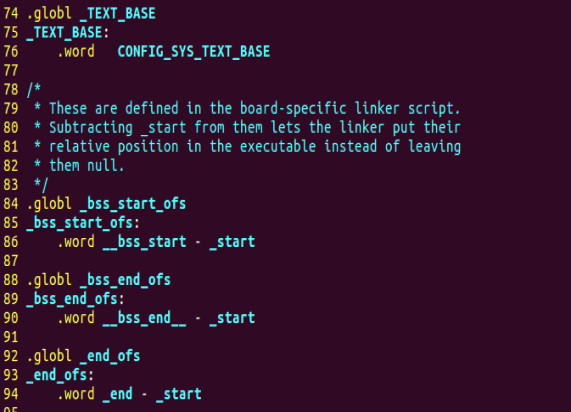 74 .globl _TEXT_BASE
75 _TEXT_BASE:
76     .word   CONFIG_SYS_TEXT_BASE
77
78 /*
79  * These are defined in the board-specific linker script.
80  * Subtracting _start from them lets the linker put their
81  * relative position in the executable instead of leaving
82  * them null.
83  */
84 .globl _bss_start_ofs
85 _bss_start_ofs:
86     .word __bss_start - _start
87
88 .globl _bss_end_ofs
89 _bss_end_ofs:
90     .word __bss_end__ - _start
91
92 .globl _end_ofs
93 _end_ofs:
94     .word _end - _start
95